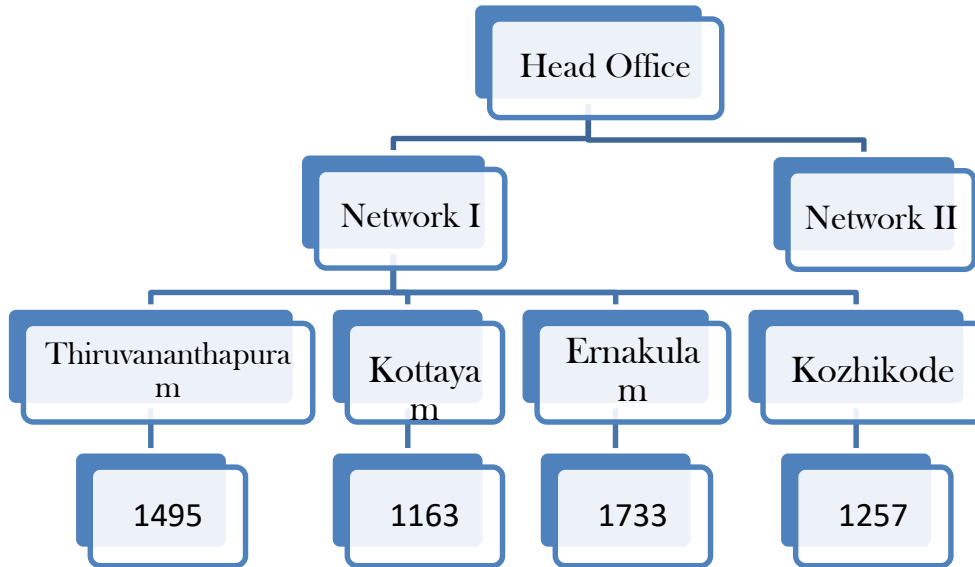 Head Office
Network I
Network II
Thiruvananthapura
m
Kottaya
m
Ernakula
m
Kozhikode
1495
1163
1733
1257